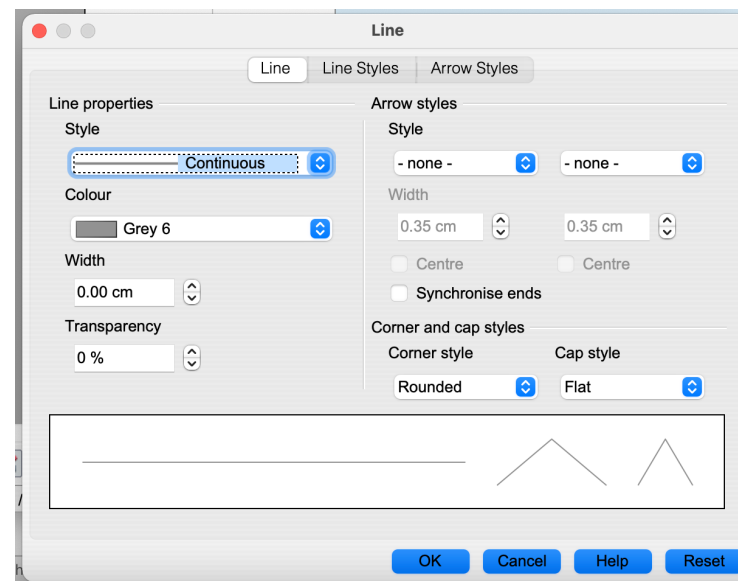 Line
Line Line Styles Arrow Styles
Line properties
Style
Continuous
Colour
Grey 6
Width
0.00 cm
Transparency
0 %
Arrow styles
Style
- none - - none -
Width
0.35 cm 0.35 cm
Centre Centre
Synchronise ends
Corner and cap styles
Corner style Cap style
Rounded Flat
OK Cancel Help Reset